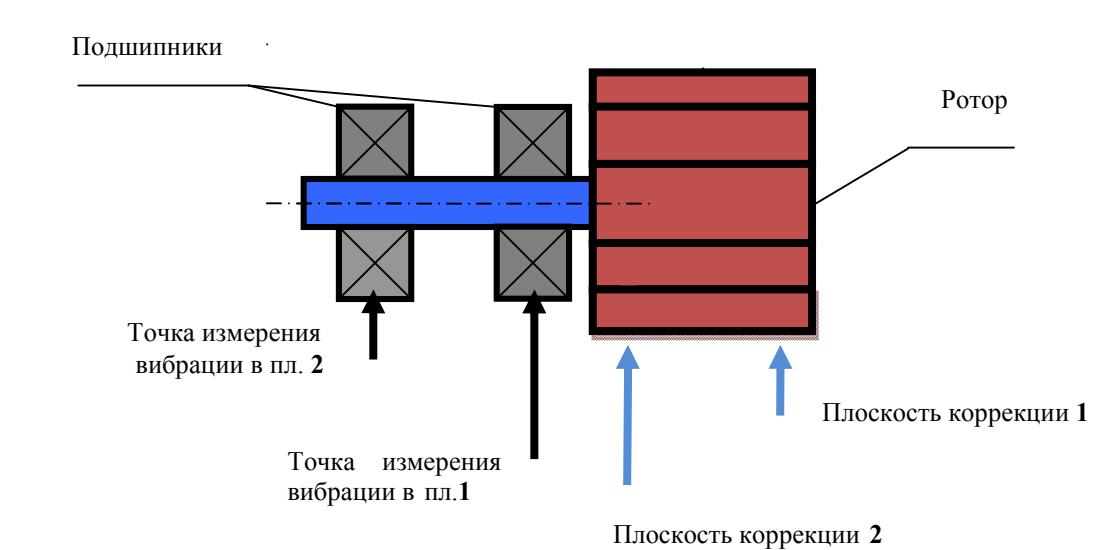 Подшипники
Ротор
Точка измерения
вибрации в пл. 2
Плоскость коррекции 1
Точка измерения
вибрации в пл.1
Плоскость коррекции 2